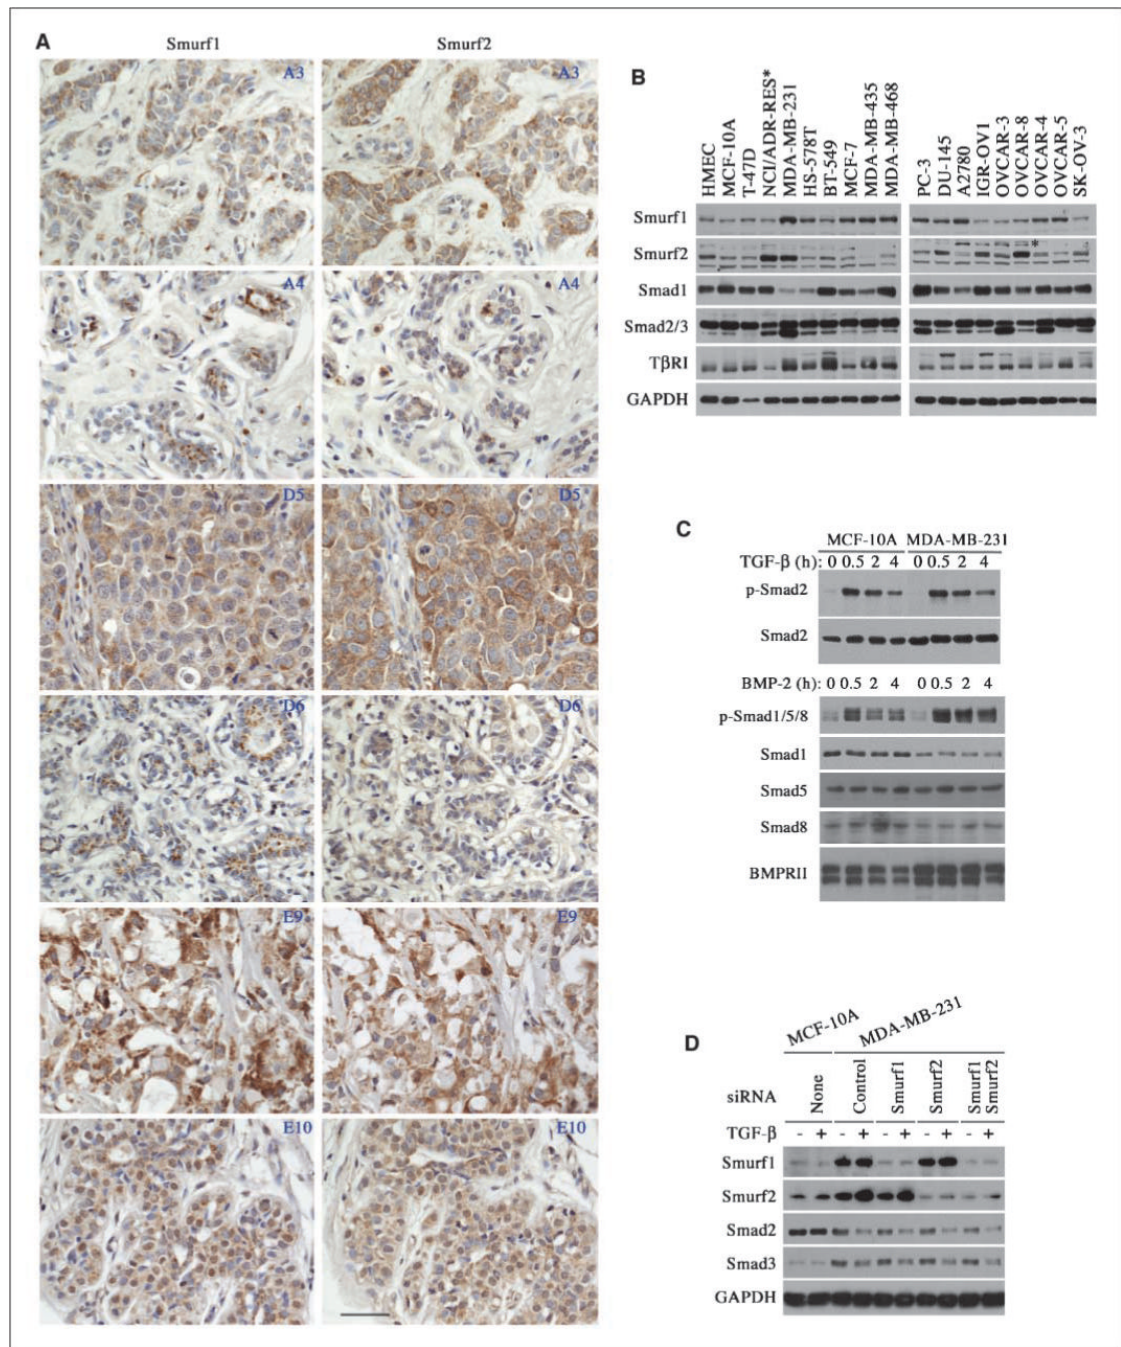 A
Smurf1
Smurf2
A3
A3
A4
A4
D5
D5
D6
D6
E9
E9
E10
E10
B
HMEC
MCF-10A
T-47D
NCI/ADR-RES*
MDA-MB-231
HS-578T
BT-549
MCF-7
MDCA-MB-435
MDA-MB-468
PC-3
DU-145
A2780
IGR-OV1
OVCAR-3
OVCAR-8
OVCAR-4
OVCAR-5
SK-OV-3
Smurf1
Smurf2
*
Smad1
Smad2/3
TβRI
GAPDH
C
MCF-10A MDA-MB-231
TGF-β (h): 0 0.5 2 4 0 0.5 2 4
p-Smad2
Smad2
BMP-2 (h): 0 0.5 2 4 0 0.5 2 4
p-Smad1/5/8
Smad1
Smad5
Smad8
BMPRII
D
MCF-10A
MDA-MB-231
siRNA
None
Control
Smurf1
Smurf2
Smurf1
Smurf2
TGF-β - + - + - + - + - +
Smurf1
Smurf2
Smad2
Smad3
GAPDH